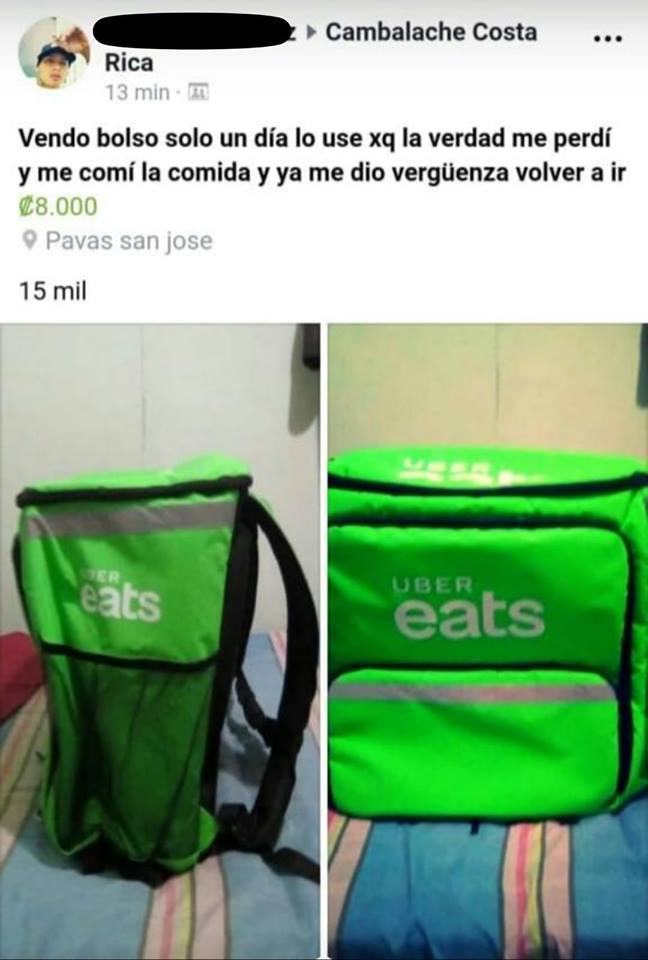 Cambalache Costa
Rica
13 min
Vendo bolso solo un día lo use xq la verdad me perdí
y me comí la comida y ya me dio vergüenza volver a ir
₡8.000
Pavas san jose
15 mil
eats
UBER
UBER
eats